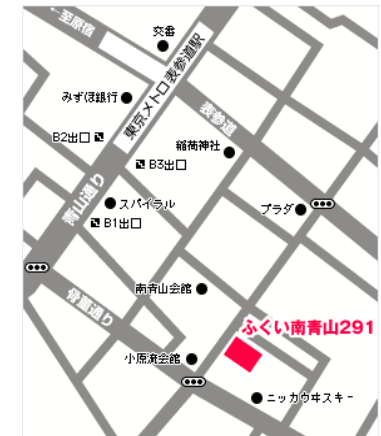 ←至原宿
交番
東京メトロ表参道駅
みずほ銀行
表参道
B2出口
稲荷神社
B3出口
青山通り
スパイラル
B1出口
プラダ
骨董通り
南青山会館
ふくい南青山291
小原流会館
ニッカウヰスキー